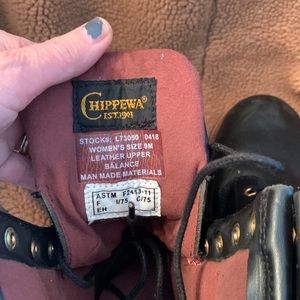 CHIPPEWA®
EST.1901
STOCK#: L73050 0418
WOMEN'S SIZE 9M
LEATHER UPPER
BALANCE
MAN MADE MATERIALS
ASTM F2413-11
F I/75 C/75
EH